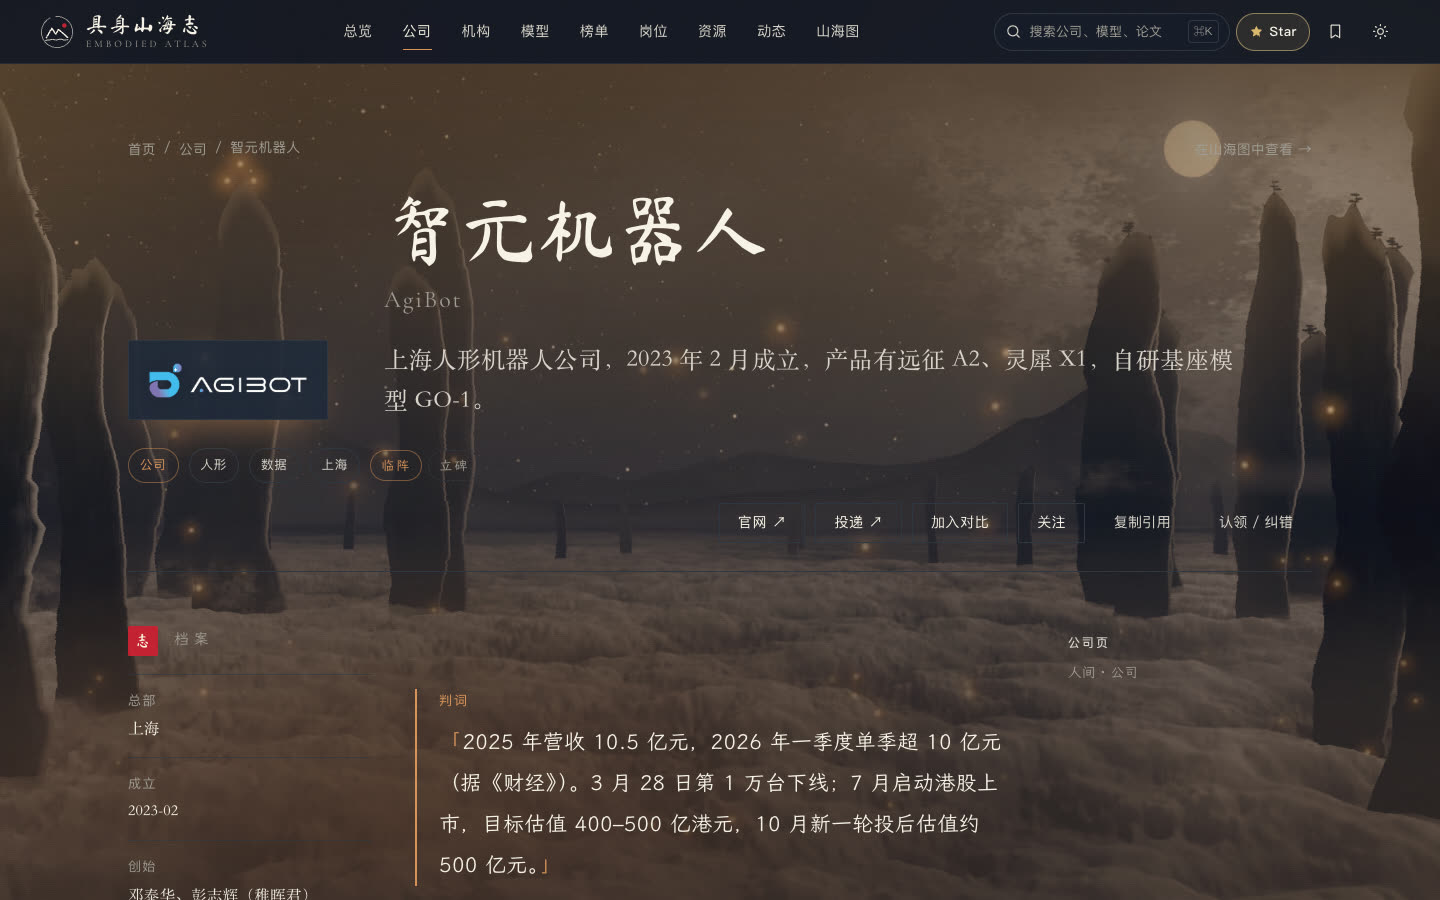 具身山海志
EMBODIED ATLAS
总览 公司 机构 模型 榜单 岗位 资源 动态 山海图
搜索公司、模型、论文 ⌘K
Star
首页 / 公司 / 智元机器人
在山海图中查看 →
智元机器人
AgiBot
AGIBOT
上海人形机器人公司，2023 年 2 月成立，产品有远征 A2、灵犀 X1，自研基座模
型 GO-1。
公司 人形 数据 上海 临阵 立碑
官网 ↗ 投递 ↗ 加入对比 关注 复制引用 认领 / 纠错
志 档案
公司页
人间 · 公司
总部
上海
成立
2023-02
创始
邓泰华、彭志辉（稚晖君）
判词
「2025 年营收 10.5 亿元，2026 年一季度单季超 10 亿元
（据《财经》）。3 月 28 日第 1 万台下线；7 月启动港股上
市，目标估值 400–500 亿港元，10 月新一轮投后估值约
500 亿元。」